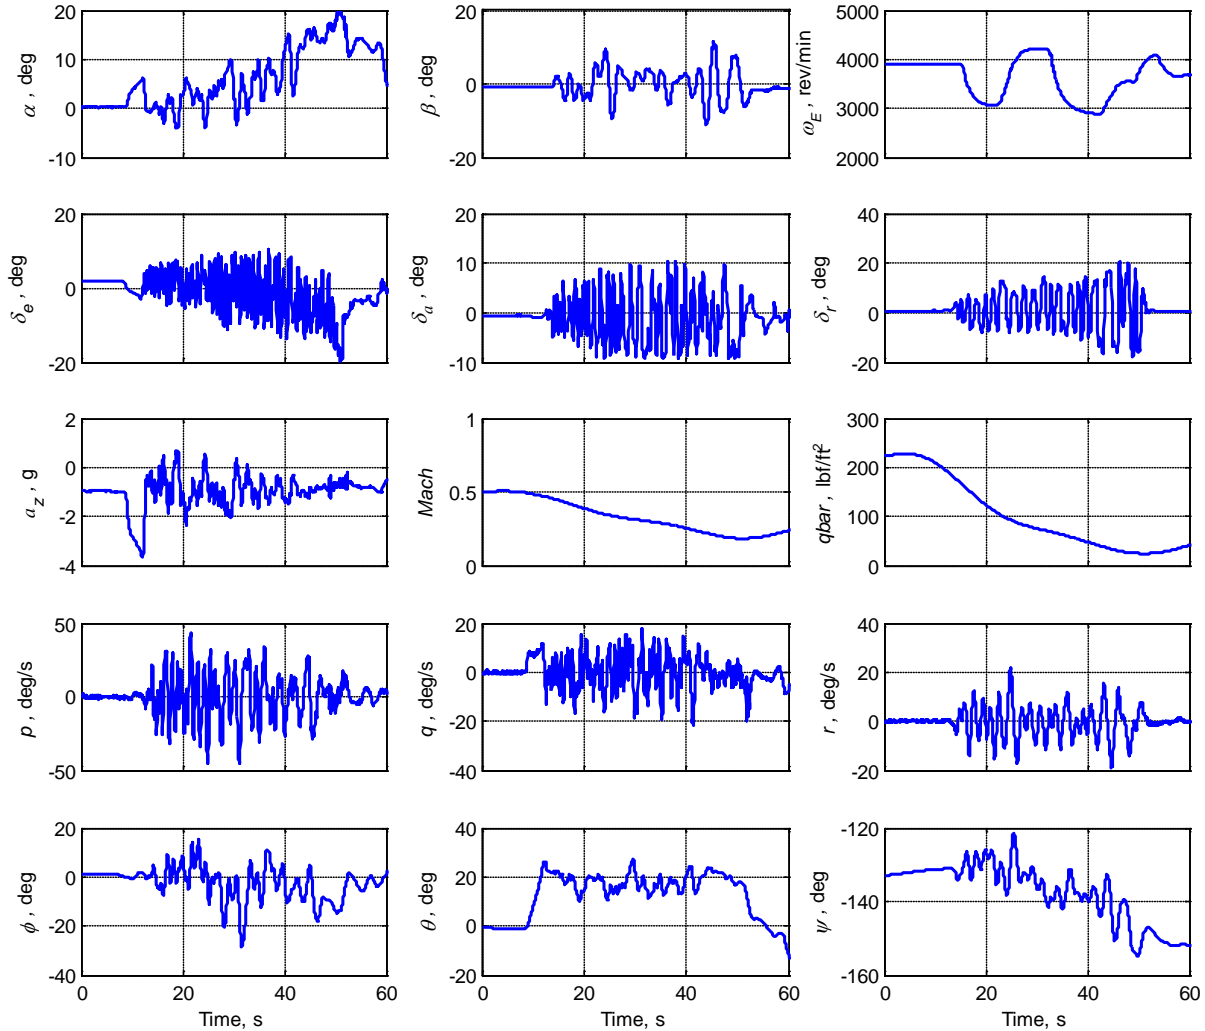 20
10
0
-10
α , deg
20
0
-20
β , deg
5000
4000
3000
2000
ω_E , rev/min
20
0
-20
δ_e , deg
20
10
0
-10
δ_a , deg
40
20
0
-20
δ_r , deg
2
0
-2
-4
a_z , g
1
0.5
0
Mach
300
200
100
0
qbar, lbf/ft²
50
0
-50
p , deg/s
20
0
-20
-40
q , deg/s
40
20
0
-20
r , deg/s
20
0
-20
-40
ϕ , deg
0 20 40 60
Time, s
40
20
0
-20
θ , deg
0 20 40 60
Time, s
-120
-140
-160
ψ , deg
0 20 40 60
Time, s